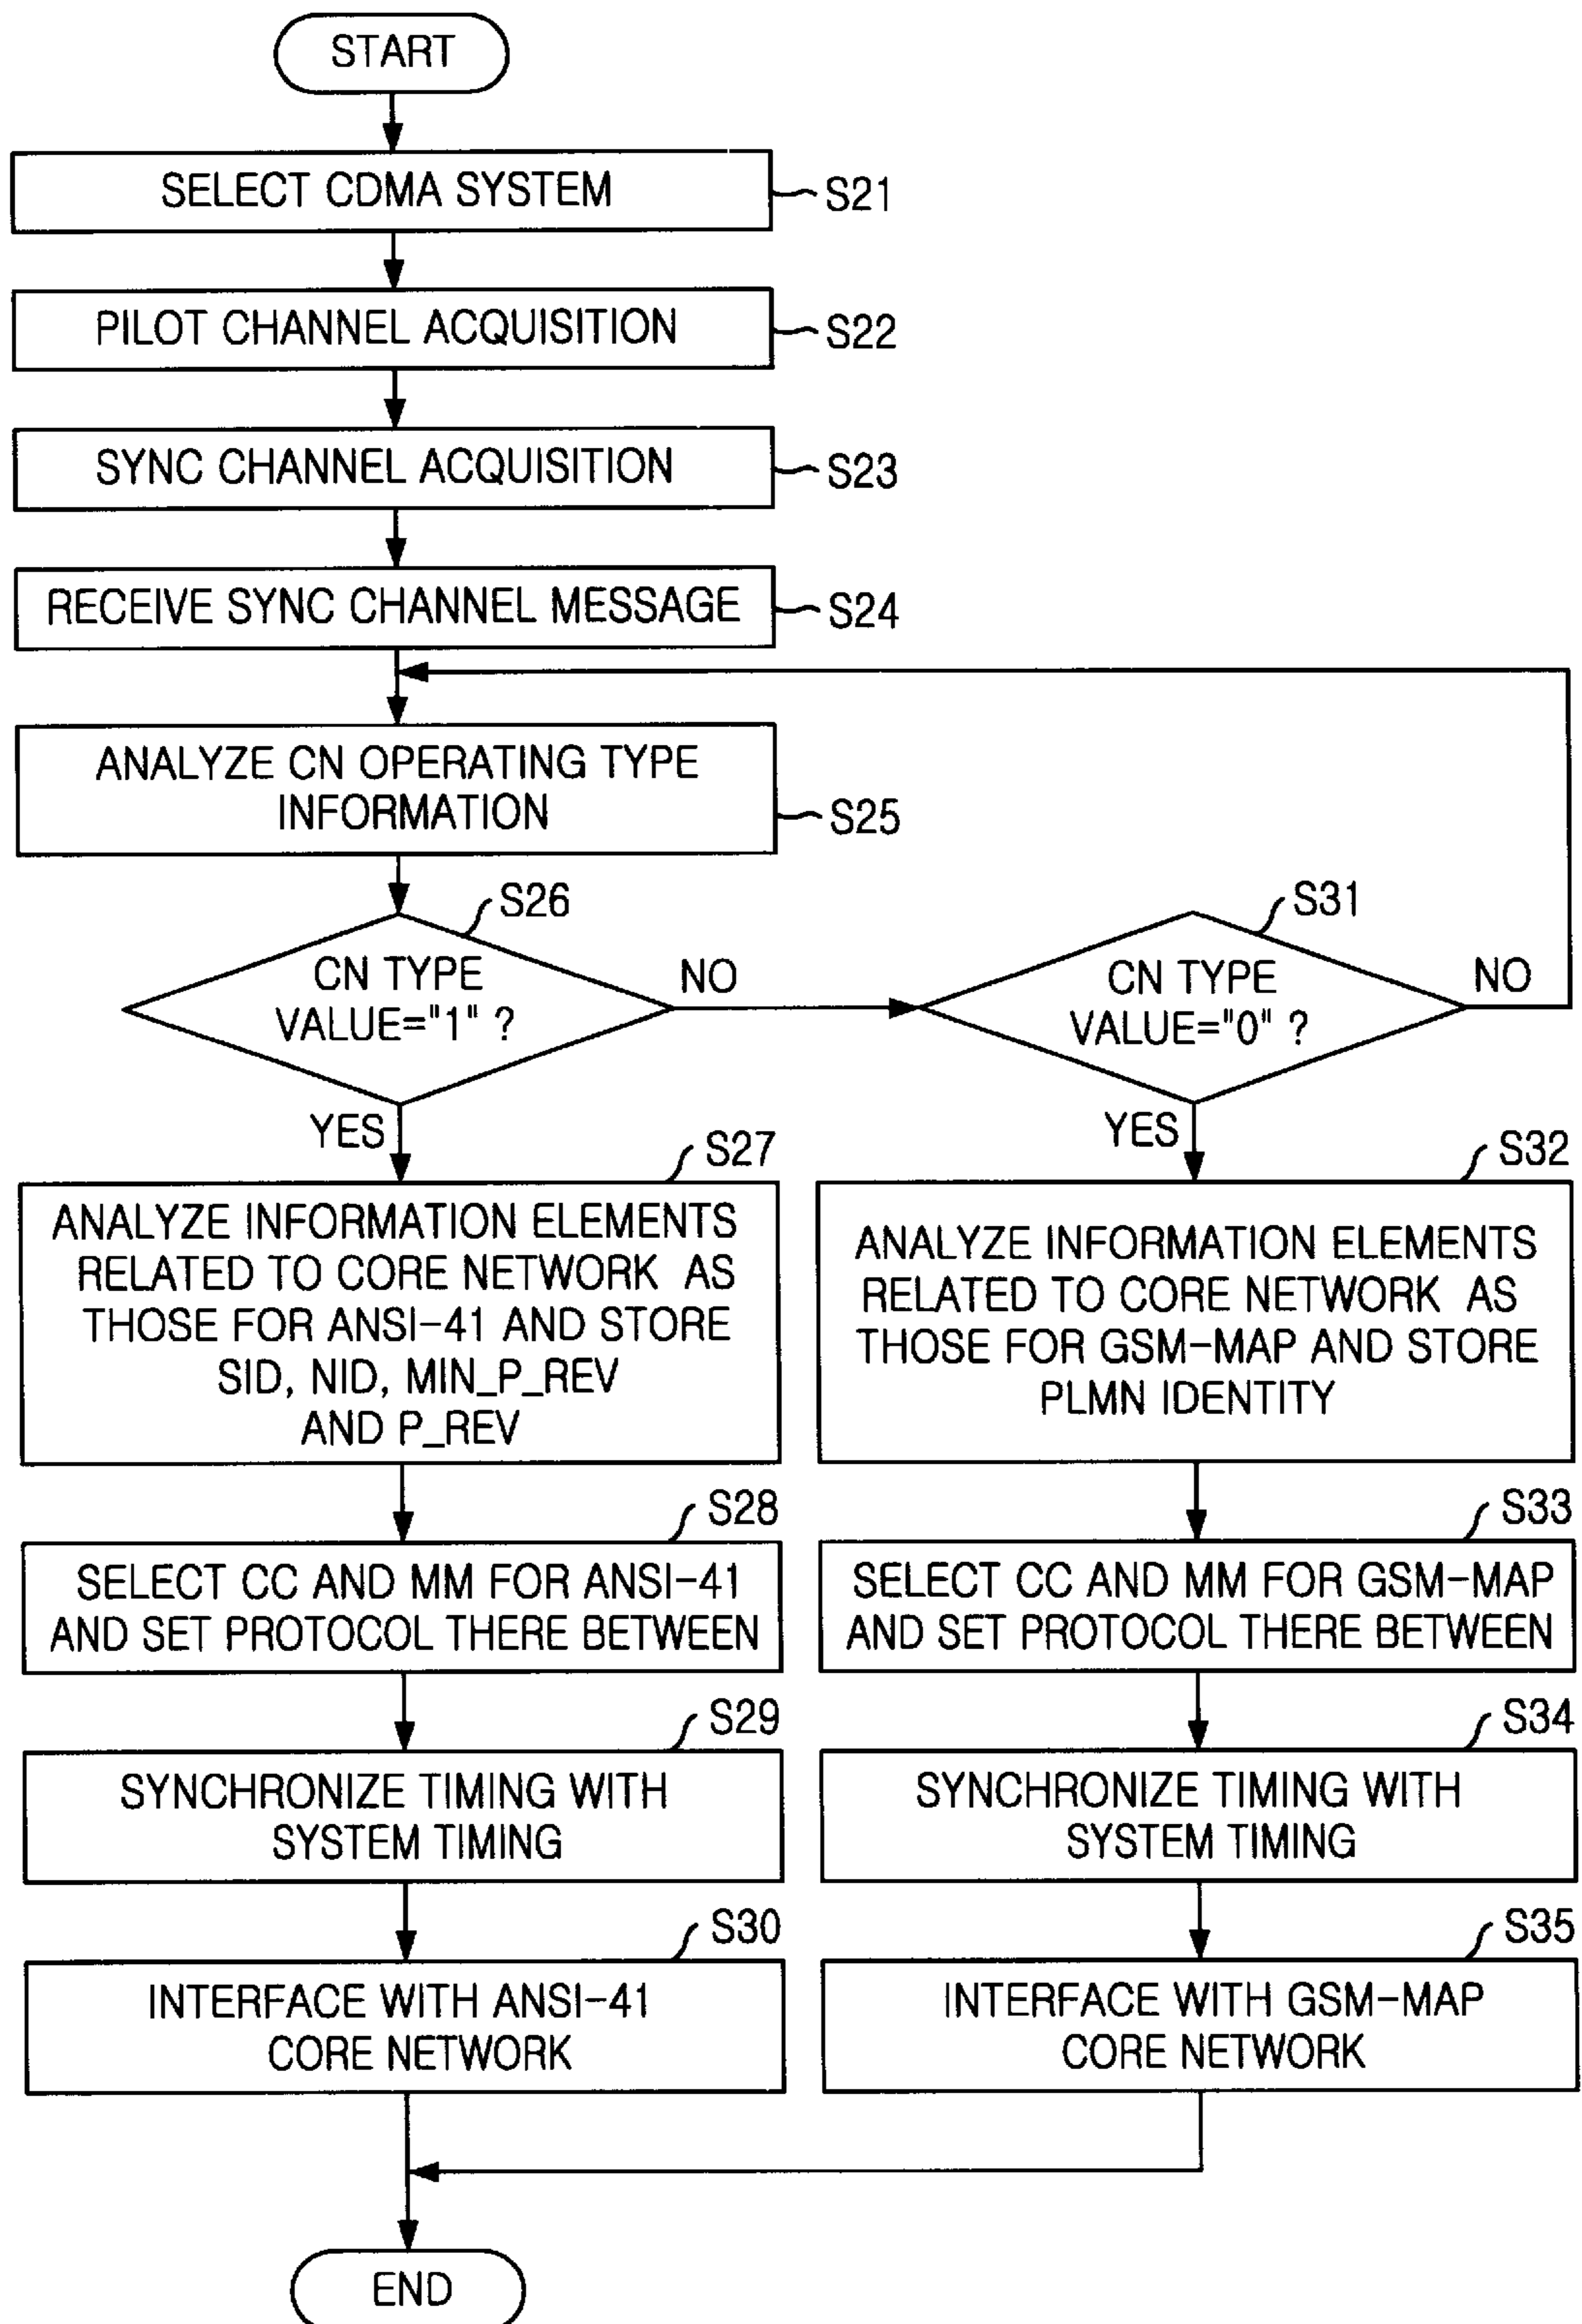 START
SELECT CDMA SYSTEM
S21
PILOT CHANNEL ACQUISITION
S22
SYNC CHANNEL ACQUISITION
S23
RECEIVE SYNC CHANNEL MESSAGE
S24
ANALYZE CN OPERATING TYPE
INFORMATION
S25
S26
CN TYPE
VALUE="1" ?
NO
S31
CN TYPE
VALUE="0" ?
NO
YES
YES
S27
ANALYZE INFORMATION ELEMENTS
RELATED TO CORE NETWORK AS
THOSE FOR ANSI-41 AND STORE
SID, NID, MIN_P_REV
AND P_REV
S32
ANALYZE INFORMATION ELEMENTS
RELATED TO CORE NETWORK AS
THOSE FOR GSM-MAP AND STORE
PLMN IDENTITY
S28
SELECT CC AND MM FOR ANSI-41
AND SET PROTOCOL THERE BETWEEN
S33
SELECT CC AND MM FOR GSM-MAP
AND SET PROTOCOL THERE BETWEEN
S29
SYNCHRONIZE TIMING WITH
SYSTEM TIMING
S34
SYNCHRONIZE TIMING WITH
SYSTEM TIMING
S30
INTERFACE WITH ANSI-41
CORE NETWORK
S35
INTERFACE WITH GSM-MAP
CORE NETWORK
END